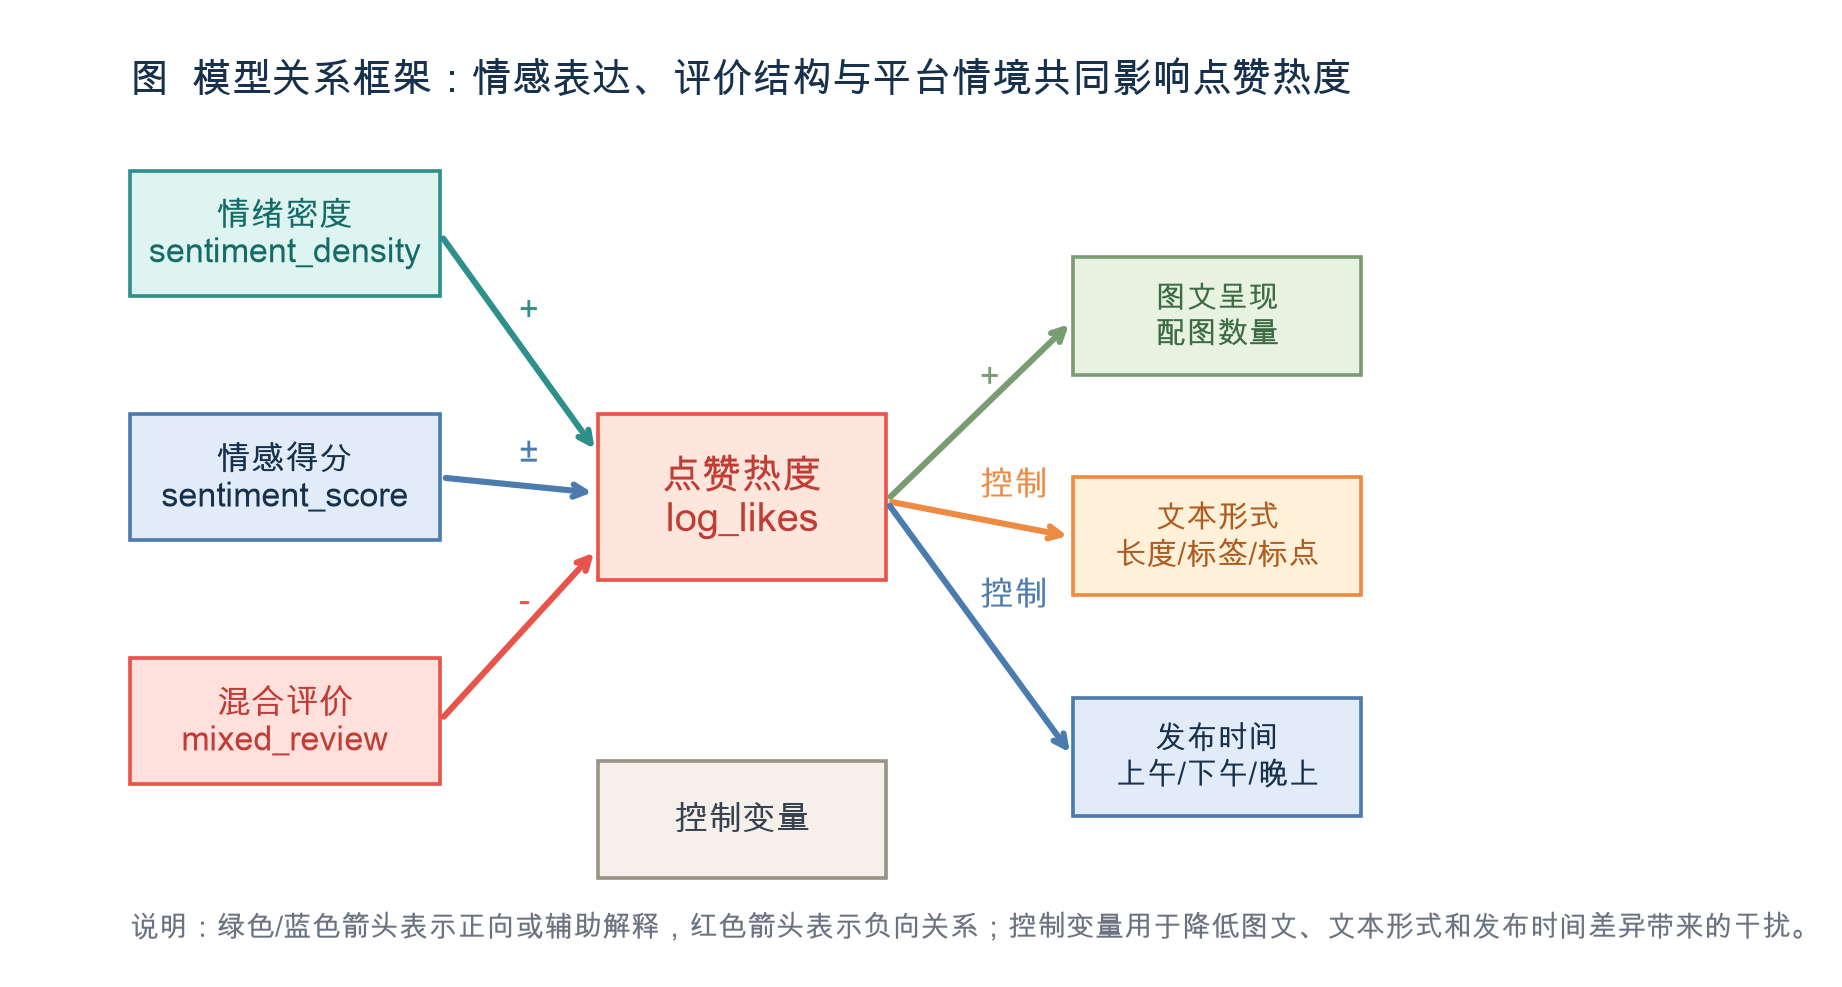 图 模型关系框架：情感表达、评价结构与平台情境共同影响点赞热度
情绪密度
sentiment_density
+
情感得分
sentiment_score
±
混合评价
mixed_review
-
点赞热度
log_likes
控制变量
+
图文呈现
配图数量
控制
文本形式
长度/标签/标点
控制
发布时间
上午/下午/晚上
说明：绿色/蓝色箭头表示正向或辅助解释，红色箭头表示负向关系；控制变量用于降低图文、文本形式和发布时间差异带来的干扰。